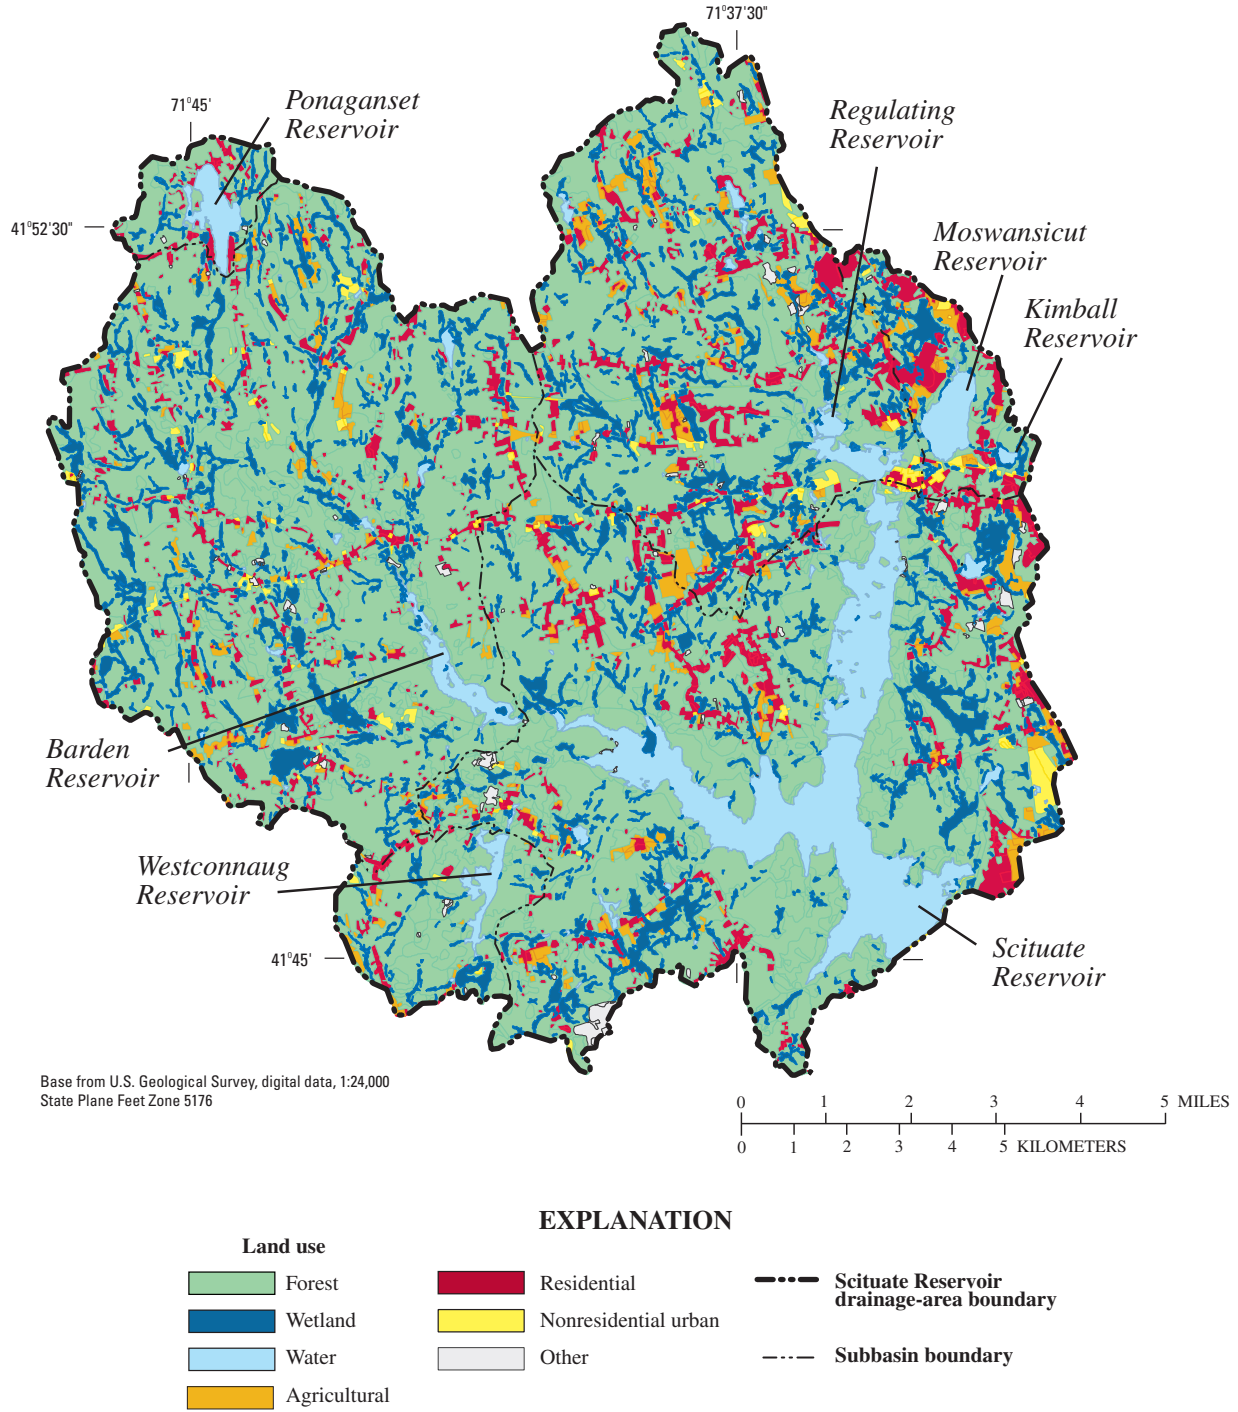 71°37'30"
71°45'
Ponaganset
Reservoir
Regulating
Reservoir
41°52'30"
Moswansicut
Reservoir
Kimball
Reservoir
Barden
Reservoir
Westconnaug
Reservoir
41°45'
Scituate
Reservoir
Base from U.S. Geological Survey, digital data, 1:24,000
State Plane Feet Zone 5176
0 1 2 3 4 5 MILES
0 1 2 3 4 5 KILOMETERS
EXPLANATION
Land use
Forest
Wetland
Water
Agricultural
Residential
Nonresidential urban
Other
Scituate Reservoir
drainage-area boundary
Subbasin boundary